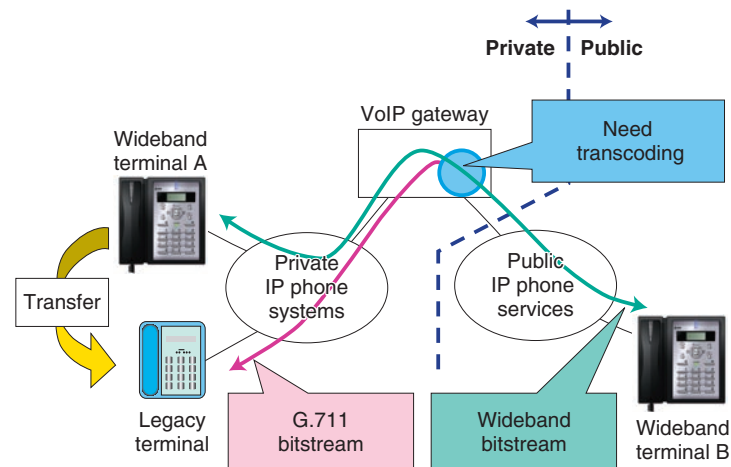 Private
Public
VoIP gateway
Need
transcoding
Wideband
terminal A
Private
IP phone
systems
Public
IP phone
services
Transfer
Legacy
terminal
G.711
bitstream
Wideband
bitstream
Wideband
terminal B